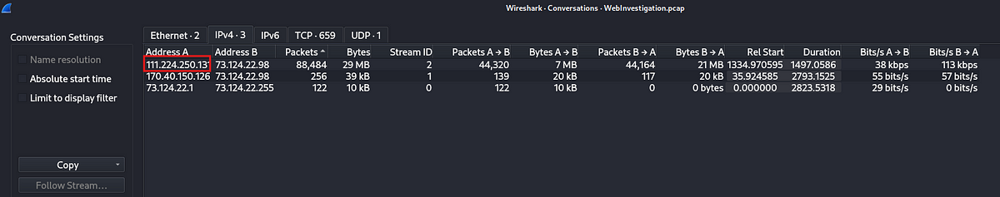 Wireshark · Conversations · WebInvestigation.pcap
Conversation Settings
Name resolution
Absolute start time
Limit to display filter
Copy
Follow Stream...
Ethernet · 2 IPv4 · 3 IPv6 TCP · 659 UDP · 1
Address A Address B Packets Bytes Stream ID Packets A → B Bytes A → B Packets B → A Bytes B → A Rel Start Duration Bits/s A → B Bits/s B → A
111.224.250.131 73.124.22.98 88,484 29 MB 2 44,320 7 MB 44,164 21 MB 1334.970595 1497.0586 38 kbps 113 kbps
170.40.150.126 73.124.22.98 256 39 kB 1 139 20 kB 117 20 kB 35.924585 2793.1525 55 bits/s 57 bits/s
73.124.22.1 73.124.22.255 122 10 kB 0 122 10 kB 0 0 bytes 0.000000 2823.5318 29 bits/s 0 bits/s